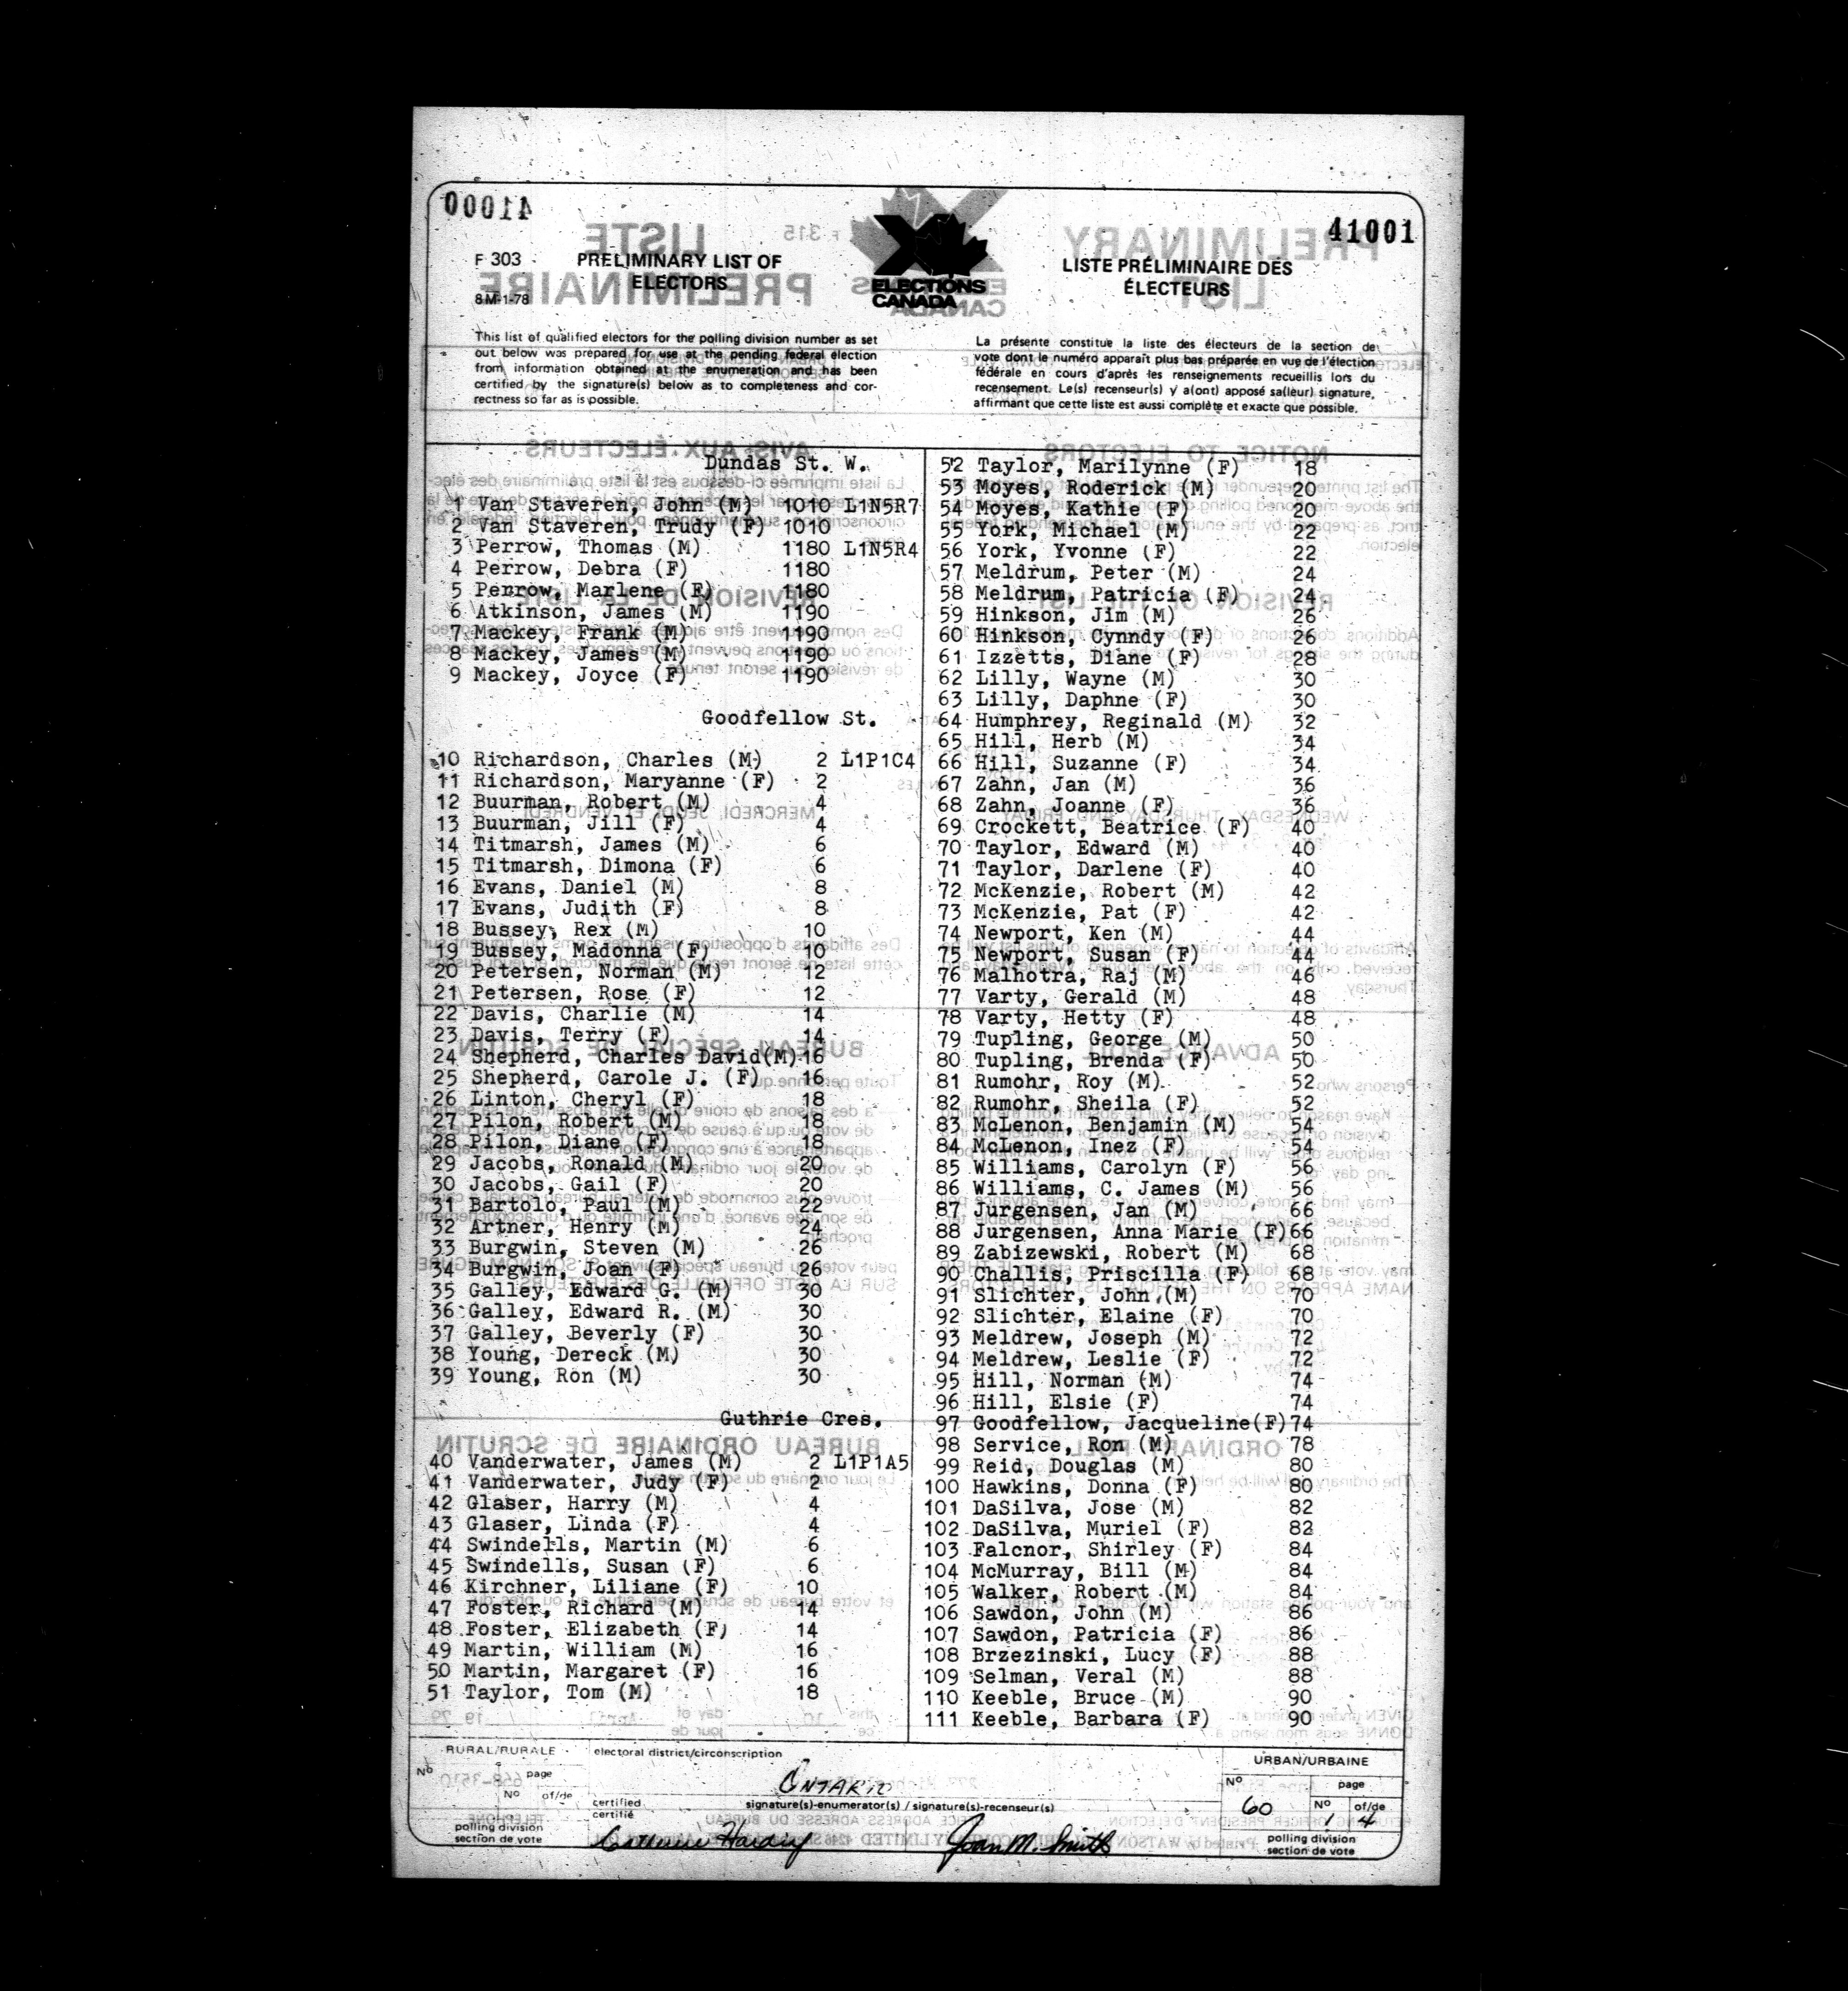 41001
F 303
8M-1-78
PRELIMINARY LIST OF
ELECTORS
ELECTIONS
CANADA
LISTE PRÉLIMINAIRE DES
ÉLECTEURS
This list of qualified electors for the polling division number as set
out below was prepared for use at the pending federal election
from information obtained at the enumeration and has been
certified by the signature(s) below as to completeness and cor-
rectness so far as is possible.
La présente constitue la liste des électeurs de la section de
vote dont le numéro apparaît plus bas préparée en vue de l'élection
fédérale en cours d'après les renseignements recueillis lors du
recensement. Le(s) recenseur(s) y a(ont) apposé sa(leur) signature,
affirmant que cette liste est aussi complète et exacte que possible.
Dundas St. W.
1 Van Staveren, John (M) 1010 L1N5R7
2 Van Staveren, Trudy (F) 1010
3 Perrow, Thomas (M) 1180 L1N5R4
4 Perrow, Debra (F) 1180
5 Perrow, Marlene (F) 1180
6 Atkinson, James (M) 1190
7 Mackey, Frank (M) 1190
8 Mackey, James (M) 1190
9 Mackey, Joyce (F) 1190
Goodfellow St.
10 Richardson, Charles (M) 2 L1P1C4
11 Richardson, Maryanne (F) 2
12 Buurman, Robert (M) 4
13 Buurman, Jill (F) 4
14 Titmarsh, James (M) 6
15 Titmarsh, Dimona (F) 6
16 Evans, Daniel (M) 8
17 Evans, Judith (F) 8
18 Bussey, Rex (M) 10
19 Bussey, Madonna (F) 10
20 Petersen, Norman (M) 12
21 Petersen, Rose (F) 12
22 Davis, Charlie (M) 14
23 Davis, Terry (F) 14
24 Shepherd, Charles David(M) 16
25 Shepherd, Carole J. (F) 16
26 Linton, Cheryl (F) 18
27 Pilon, Robert (M) 18
28 Pilon, Diane (F) 18
29 Jacobs, Ronald (M) 20
30 Jacobs, Gail (F) 20
31 Bartolo, Paul (M) 22
32 Artner, Henry (M) 24
33 Burgwin, Steven (M) 26
34 Burgwin, Joan (F) 26
35 Galley, Edward G. (M) 30
36 Galley, Edward R. (M) 30
37 Galley, Beverly (F) 30
38 Young, Dereck (M) 30
39 Young, Ron (M) 30
Guthrie Cres.
40 Vanderwater, James (M) 2 L1P1A5
41 Vanderwater, Judy (F) 2
42 Glaser, Harry (M) 4
43 Glaser, Linda (F) 4
44 Swindells, Martin (M) 6
45 Swindells, Susan (F) 6
46 Kirchner, Liliane (F) 10
47 Foster, Richard (M) 14
48 Foster, Elizabeth (F) 14
49 Martin, William (M) 16
50 Martin, Margaret (F) 16
51 Taylor, Tom (M) 18
52 Taylor, Marilynne (F) 18
53 Moyes, Roderick (M) 20
54 Moyes, Kathie (F) 20
55 York, Michael (M) 22
56 York, Yvonne (F) 22
57 Meldrum, Peter (M) 24
58 Meldrum, Patricia (F) 24
59 Hinkson, Jim (M) 26
60 Hinkson, Cynndy (F) 26
61 Izzetts, Diane (F) 28
62 Lilly, Wayne (M) 30
63 Lilly, Daphne (F) 30
64 Humphrey, Reginald (M) 32
65 Hill, Herb (M) 34
66 Hill, Suzanne (F) 34
67 Zahn, Jan (M) 36
68 Zahn, Joanne (F) 36
69 Crockett, Beatrice (F) 40
70 Taylor, Edward (M) 40
71 Taylor, Darlene (F) 40
72 McKenzie, Robert (M) 42
73 McKenzie, Pat (F) 42
74 Newport, Ken (M) 44
75 Newport, Susan (F) 44
76 Malhotra, Raj (M) 46
77 Varty, Gerald (M) 48
78 Varty, Hetty (F) 48
79 Tupling, George (M) 50
80 Tupling, Brenda (F) 50
81 Rumohr, Roy (M) 52
82 Rumohr, Sheila (F) 52
83 McLenon, Benjamin (M) 54
84 McLenon, Inez (F) 54
85 Williams, Carolyn (F) 56
86 Williams, C. James (M) 56
87 Jurgensen, Jan (M) 66
88 Jurgensen, Anna Marie (F)66
89 Zabizewski, Robert (M) 68
90 Challis, Priscilla (F) 68
91 Slichter, John (M) 70
92 Slichter, Elaine (F) 70
93 Meldrew, Joseph (M) 72
94 Meldrew, Leslie (F) 72
95 Hill, Norman (M) 74
96 Hill, Elsie (F) 74
97 Goodfellow, Jacqueline(F)74
98 Service, Ron (M) 78
99 Reid, Douglas (M) 80
100 Hawkins, Donna (F) 80
101 DaSilva, Jose (M) 82
102 DaSilva, Muriel (F) 82
103 Falcnor, Shirley (F) 84
104 McMurray, Bill (M) 84
105 Walker, Robert (M) 84
106 Sawdon, John (M) 86
107 Sawdon, Patricia (F) 86
108 Brzezinski, Lucy (F) 88
109 Selman, Veral (M) 88
110 Keeble, Bruce (M) 90
111 Keeble, Barbara (F) 90
RURAL/RURALE
No page
No of/de
polling division
section de vote
electoral district/circonscription
ONTARIO
certified
certifié
signature(s)-enumerator(s) / signature(s)-recenseur(s)
Hardiy
Joan M. Smith
URBAN/URBAINE
No page
60
No of/de
1 4
polling division
section de vote